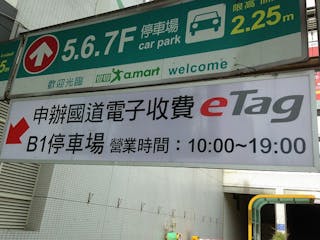 5.6.7F 停車場
car park
限高
2.25m
歡迎光臨 a.mart welcome
申辦國道電子收費 eTag
B1停車場 營業時間：10:00~19:00